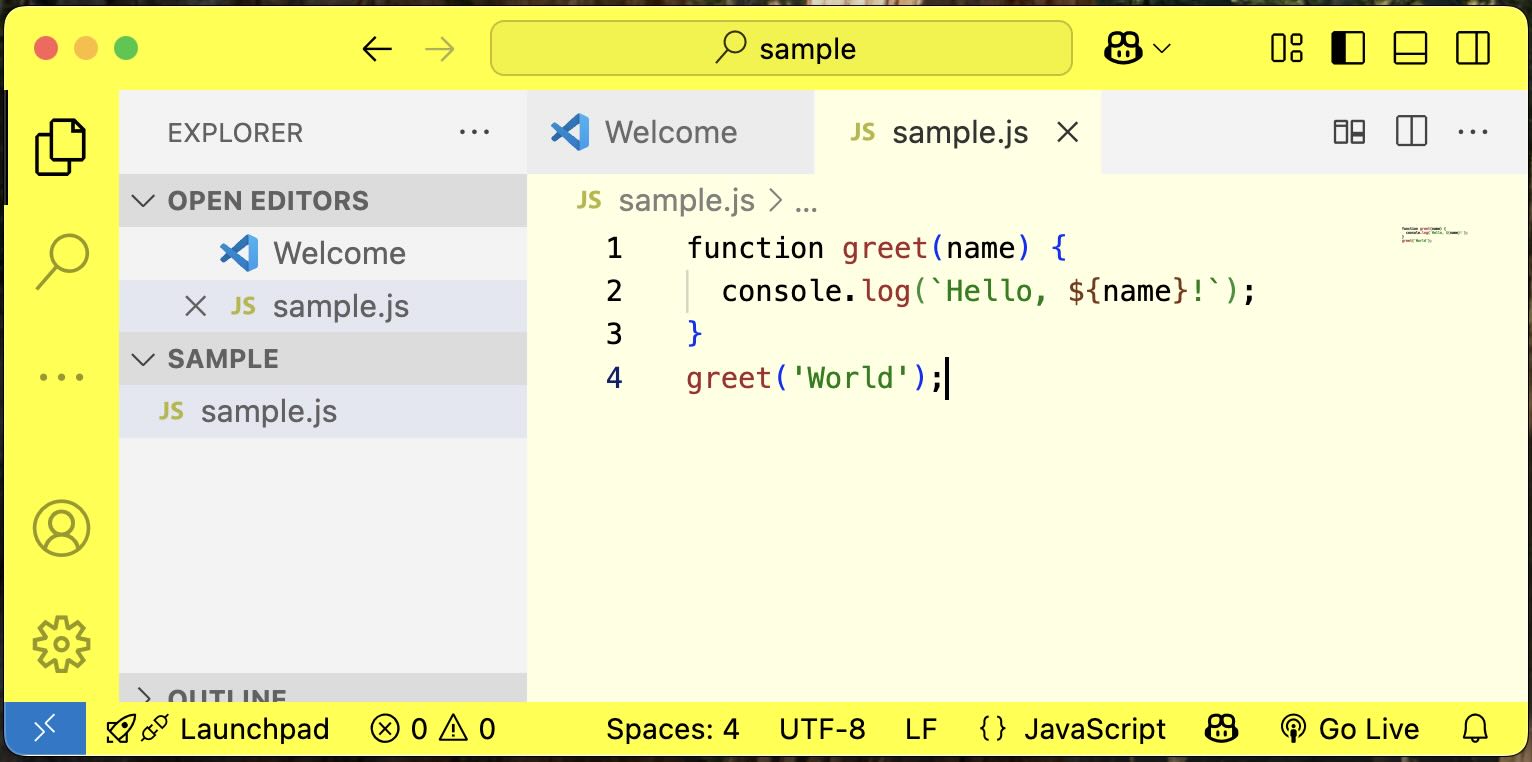 sample
EXPLORER ...
OPEN EDITORS
Welcome
JS sample.js
SAMPLE
JS sample.js
OUTLINE
Welcome
JS sample.js
JS sample.js > ...
1 function greet(name) {
2 console.log(`Hello, ${name}!`);
3 }
4 greet('World');
Launchpad 0 0 Spaces: 4 UTF-8 LF {} JavaScript Go Live